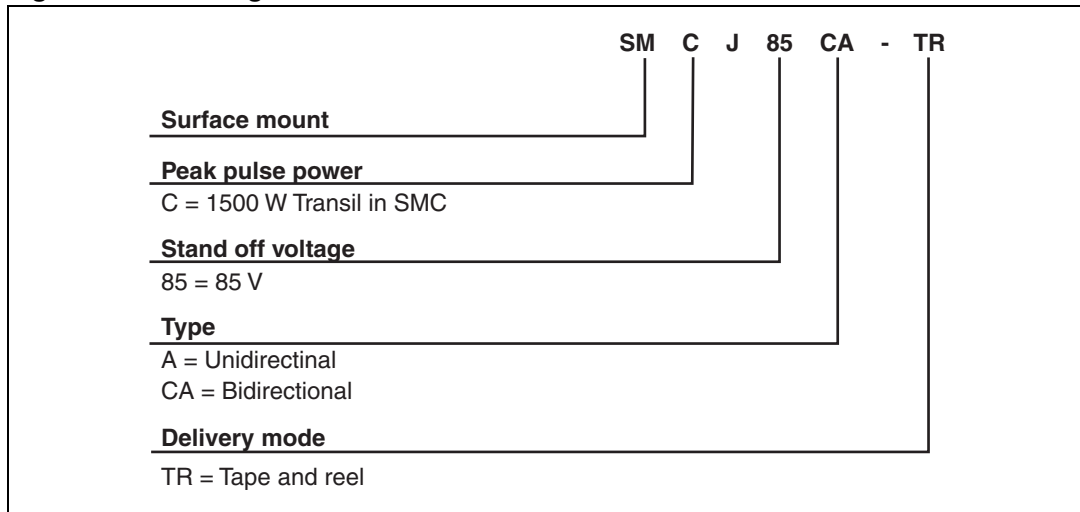 SM C J 85 CA - TR
Surface mount
Peak pulse power
C = 1500 W Transil in SMC
Stand off voltage
85 = 85 V
Type
A = Unidirectinal
CA = Bidirectional
Delivery mode
TR = Tape and reel